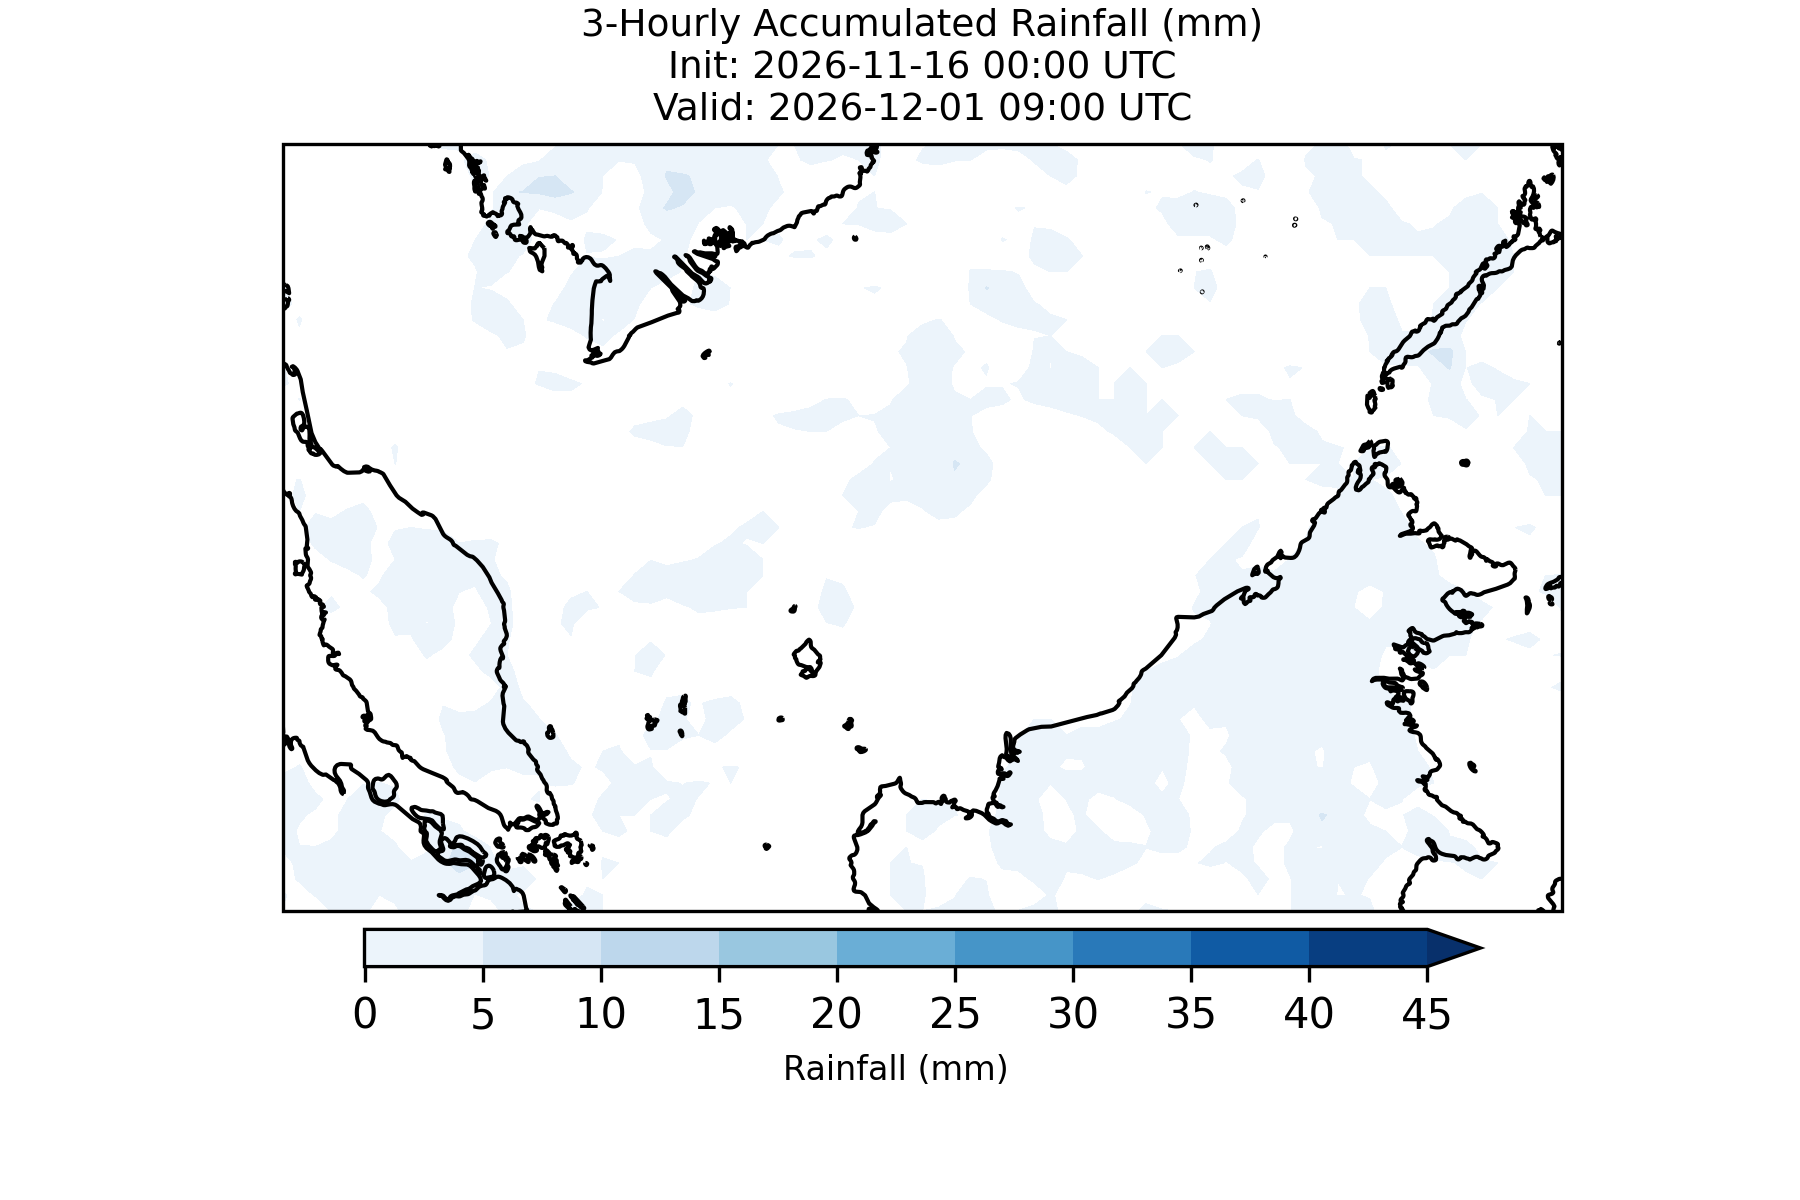 3-Hourly Accumulated Rainfall (mm)
Init: 2026-11-16 00:00 UTC
Valid: 2026-12-01 09:00 UTC
0 5 10 15 20 25 30 35 40 45
Rainfall (mm)